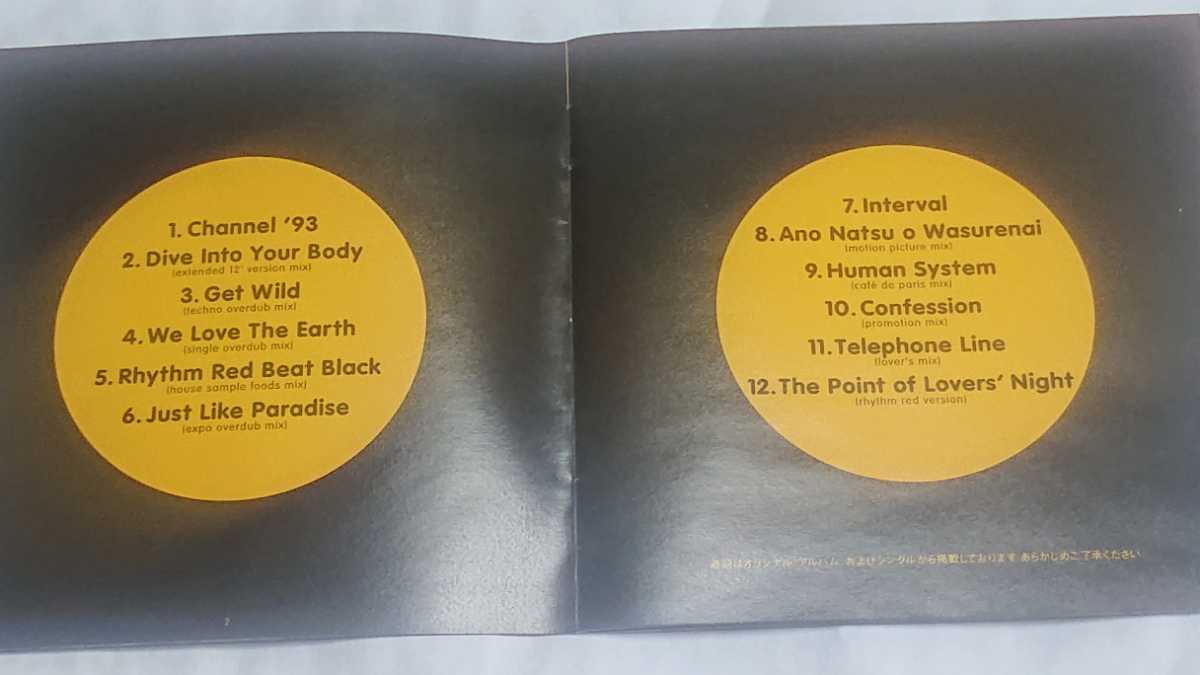 1. Channel '93
2. Dive Into Your Body
(extended 12" version mix)
3. Get Wild
(techno overdub mix)
4. We Love The Earth
(single overdub mix)
5. Rhythm Red Beat Black
(house sample foods mix)
6. Just Like Paradise
(expo overdub mix)
2
7. Interval
8. Ano Natsu o Wasurenai
(motion picture mix)
9. Human System
(café de paris mix)
10. Confession
(promotion mix)
11. Telephone Line
(lover's mix)
12. The Point of Lovers' Night
(rhythm red version)
はオリジナル・アルバム、およびシングルから掲載しております あらかじめご了承ください